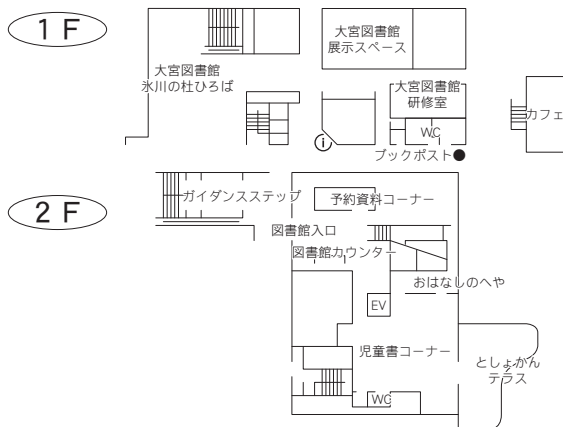 1F
大宮図書館
展示スペース
大宮図書館
氷川の杜ひろば
大宮図書館
研修室
カフェ
WC
i
ブックポスト●
2F
ガイダンスステップ
予約資料コーナー
図書館入口
図書館カウンター
おはなしのへや
EV
児童書コーナー
としょかん
テラス
WC